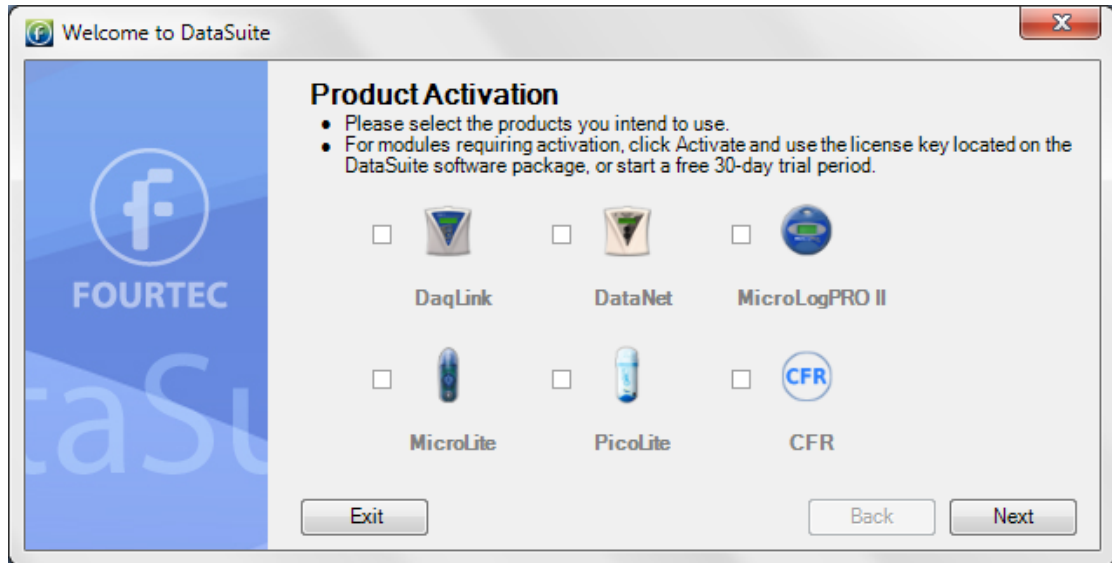 Welcome to DataSuite
Product Activation
• Please select the products you intend to use.
• For modules requiring activation, click Activate and use the license key located on the
DataSuite software package, or start a free 30-day trial period.
FOURTEC
DaqLink DataNet MicroLogPRO II
CFR
MicroLite PicoLite CFR
taSu
Exit Back Next